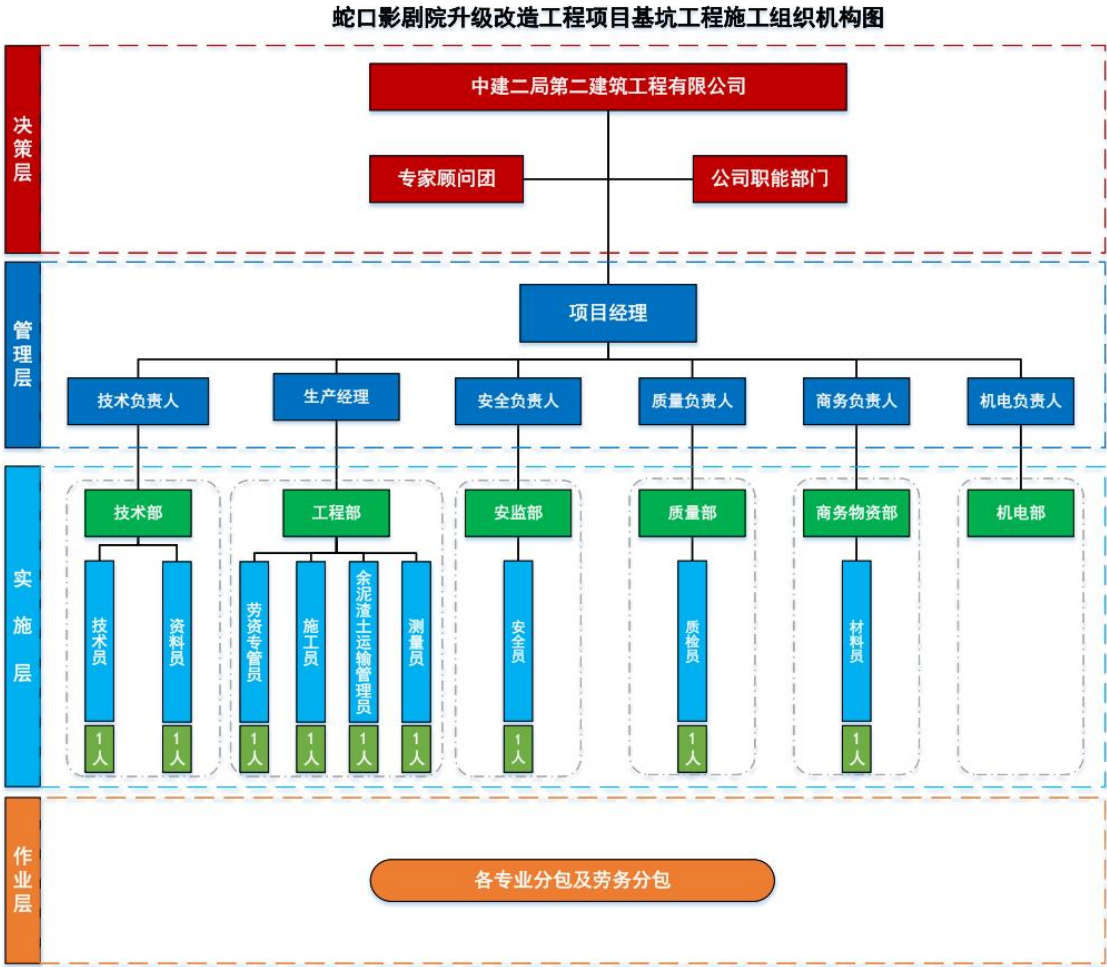 蛇口影剧院升级改造工程项目基坑工程施工组织机构图
决策层
中建二局第二建筑工程有限公司
专家顾问团
公司职能部门
管理层
项目经理
技术负责人
生产经理
安全负责人
质量负责人
商务负责人
机电负责人
实施层
技术部
工程部
安监部
质量部
商务物资部
机电部
技术员
资料员
劳资专管员
施工员
余泥渣土运输管理员
测量员
安全员
质检员
材料员
1人
1人
1人
1人
1人
1人
1人
1人
1人
作业层
各专业分包及劳务分包